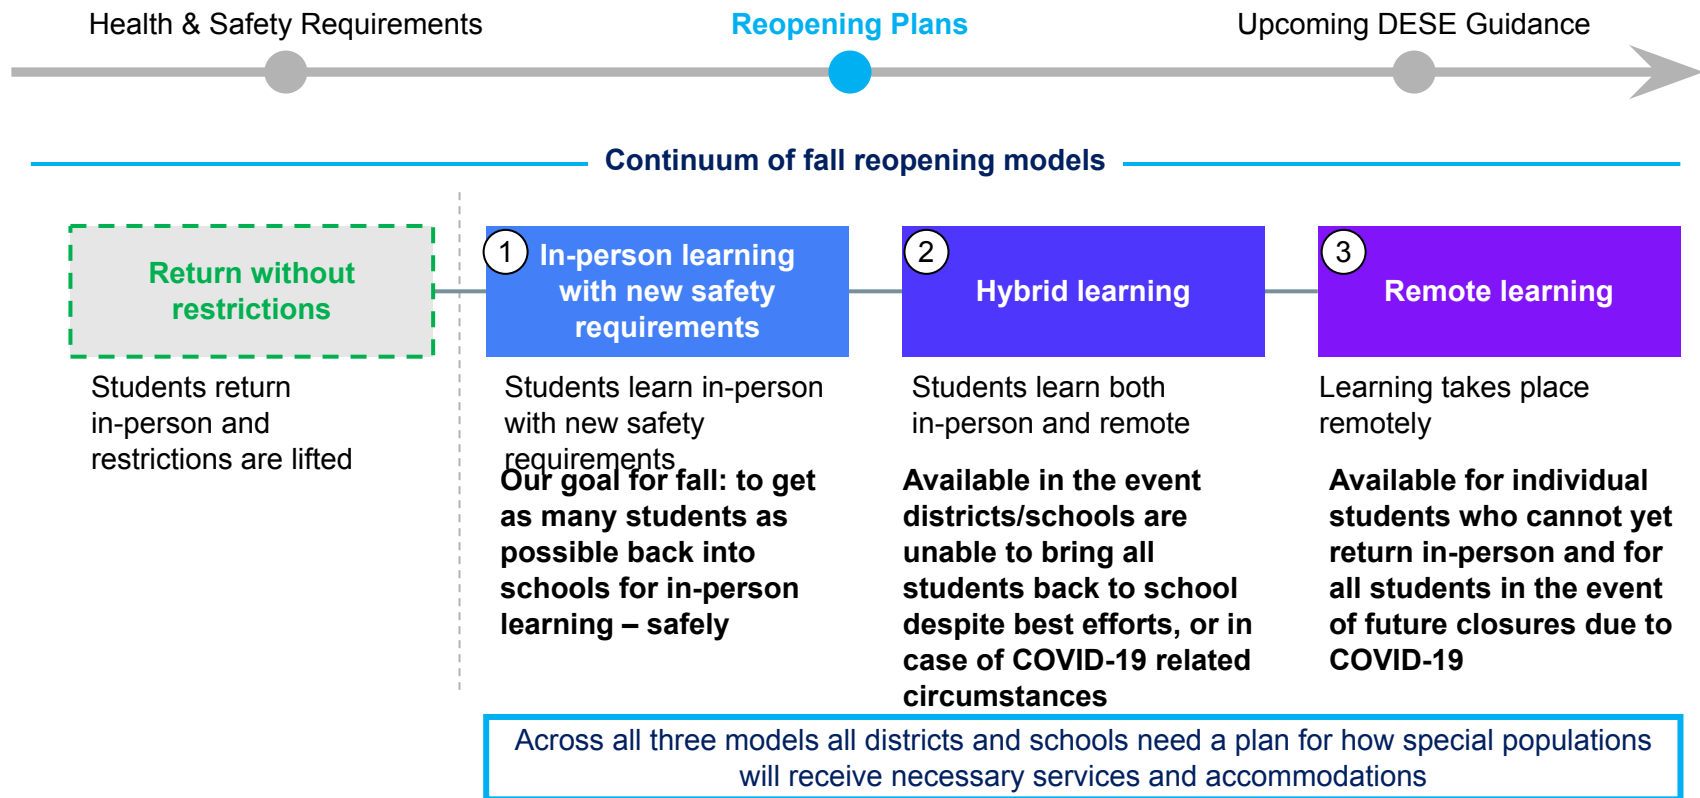 Health & Safety Requirements
Reopening Plans
Upcoming DESE Guidance
Continuum of fall reopening models
Return without
restrictions
Students return
in-person and
restrictions are lifted
1
In-person learning
with new safety
requirements
Students learn in-person
with new safety
requirements
Our goal for fall: to get
as many students as
possible back into
schools for in-person
learning – safely
2
Hybrid learning
Students learn both
in-person and remote
Available in the event
districts/schools are
unable to bring all
students back to school
despite best efforts, or in
case of COVID-19 related
circumstances
3
Remote learning
Learning takes place
remotely
Available for individual
students who cannot yet
return in-person and for
all students in the event
of future closures due to
COVID-19
Across all three models all districts and schools need a plan for how special populations
will receive necessary services and accommodations